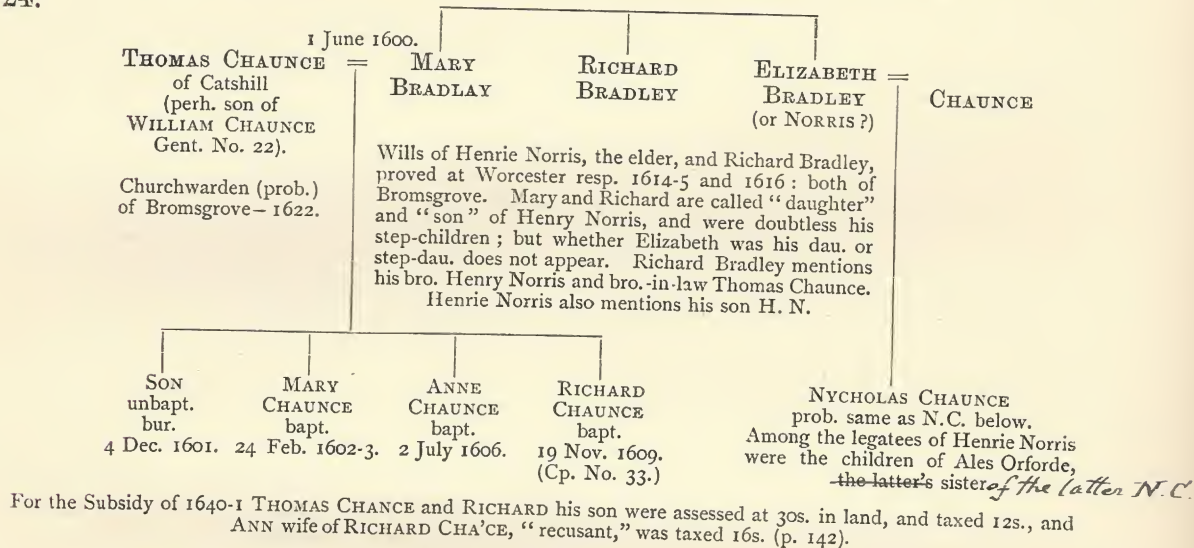 24.
1 June 1600.
THOMAS CHAUNCE =
of Catshill
(perh. son of
WILLIAM CHAUNCE
Gent. No. 22).
Churchwarden (prob.)
of Bromsgrove— 1622.
MARY
BRADLAY
RICHARD
BRADLEY
ELIZABETH =
BRADLEY
(or NORRIS ?)
CHAUNCE
Wills of Henrie Norris, the elder, and Richard Bradley,
proved at Worcester resp. 1614-5 and 1616 : both of
Bromsgrove. Mary and Richard are called "daughter"
and "son" of Henry Norris, and were doubtless his
step-children ; but whether Elizabeth was his dau. or
step-dau. does not appear. Richard Bradley mentions
his bro. Henry Norris and bro.-in-law Thomas Chaunce.
Henrie Norris also mentions his son H. N.
SON
unbapt.
bur.
4 Dec. 1601.
MARY
CHAUNCE
bapt.
24 Feb. 1602-3.
ANNE
CHAUNCE
bapt.
2 July 1606.
RICHARD
CHAUNCE
bapt.
19 Nov. 1609.
(Cp. No. 33.)
NYCHOLAS CHAUNCE
prob. same as N.C. below.
Among the legatees of Henrie Norris
were the children of Ales Orforde,
the latter's sister of the latter N.C.
For the Subsidy of 1640-1 THOMAS CHANCE and RICHARD his son were assessed at 30s. in land, and taxed 12s., and
ANN wife of RICHARD CHA'CE, "recusant," was taxed 16s. (p. 142).